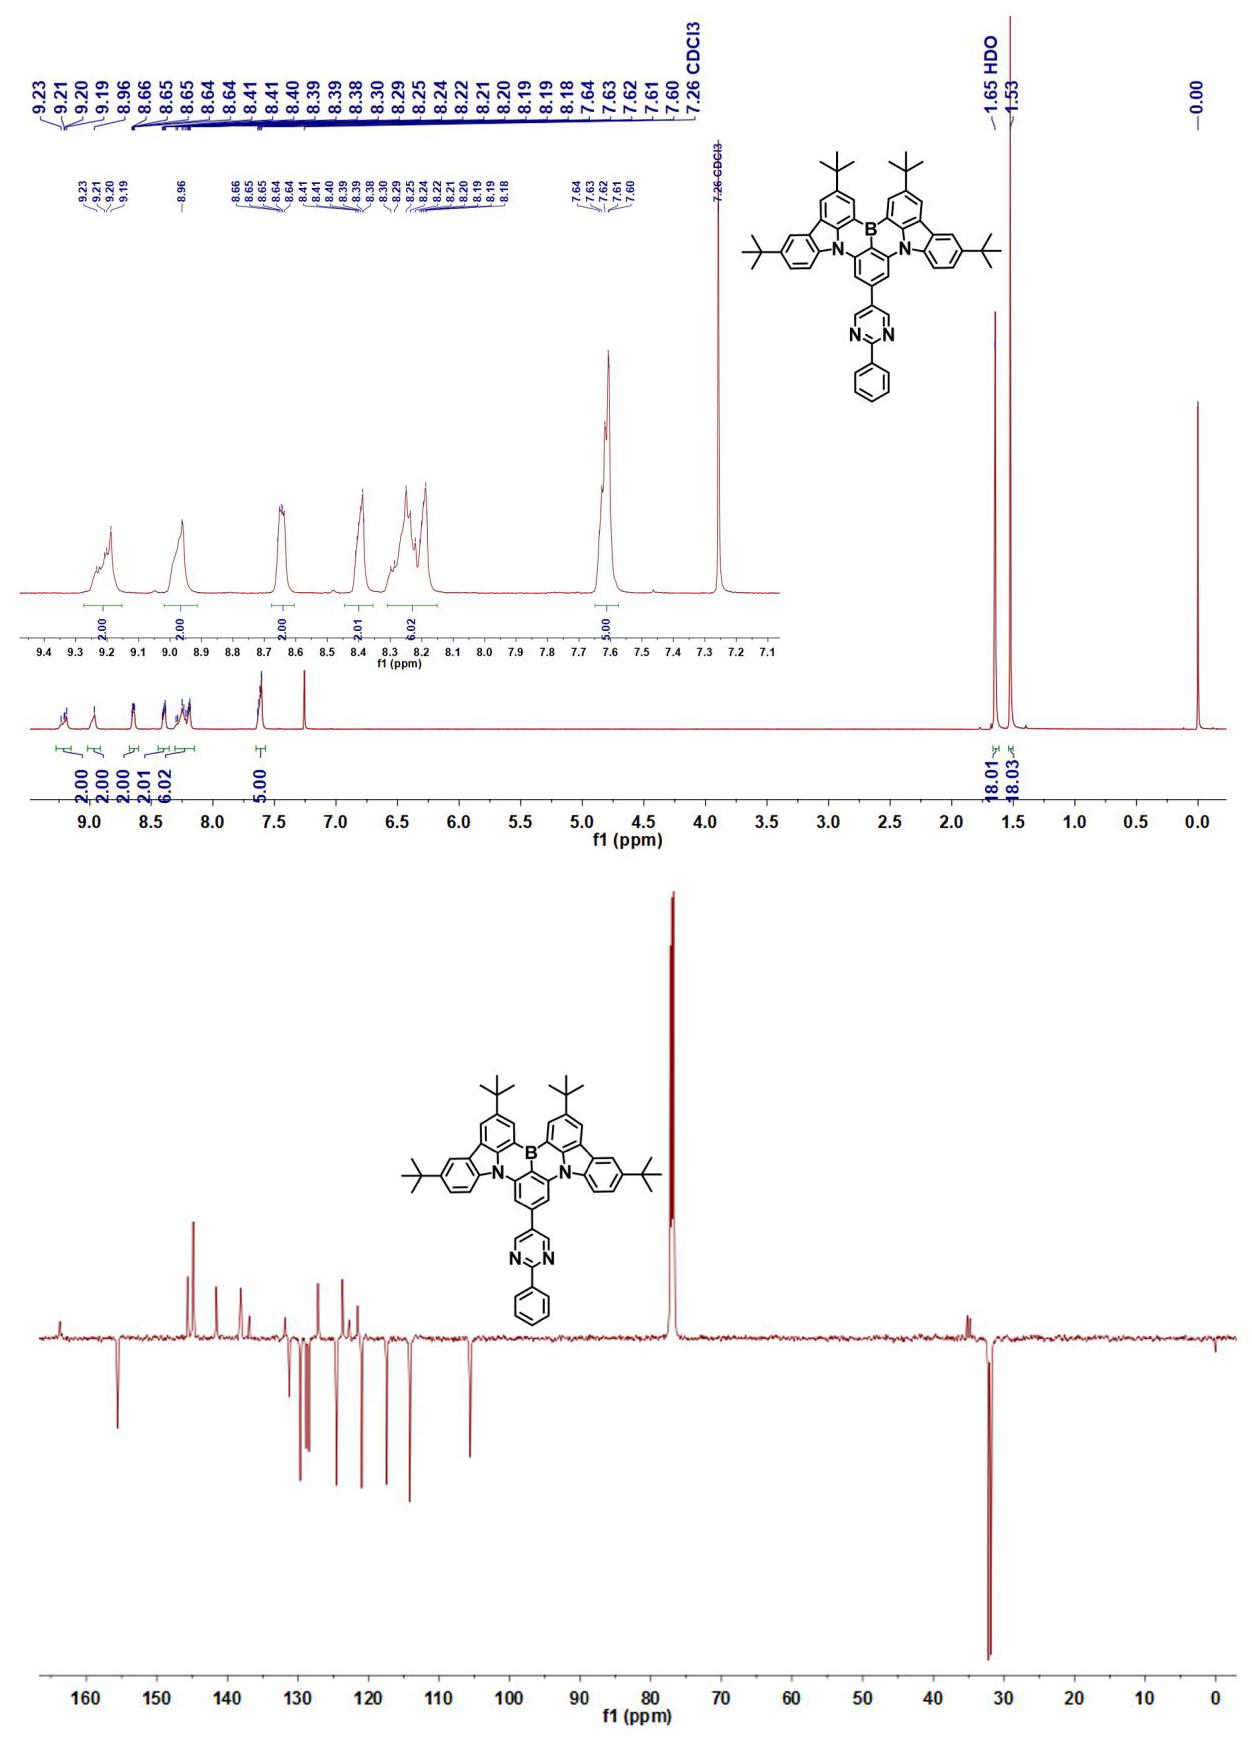 9.23 9.21 9.20 9.19 8.96 8.66 8.65 8.65 8.64 8.64 8.41 8.41 8.40 8.39 8.39 8.38 8.30 8.29 8.25 8.24 8.22 8.21 8.20 8.19 8.19 8.18 7.64 7.63 7.62 7.61 7.60 7.26 CDCl3 1.65 HDO 1.53 0.00
9.23 9.21 9.20 9.19 8.96 8.66 8.65 8.65 8.64 8.64 8.41 8.41 8.40 8.39 8.39 8.38 8.30 8.29 8.25 8.24 8.22 8.21 8.20 8.19 8.19 8.18 7.64 7.63 7.62 7.61 7.60 7.26 CDCl3
B
N N
N N
2.00 2.00 2.00 2.01 6.02 5.00
9.4 9.3 9.2 9.1 9.0 8.9 8.8 8.7 8.6 8.5 8.4 8.3 8.2 8.1 8.0 7.9 7.8 7.7 7.6 7.5 7.4 7.3 7.2 7.1
f1 (ppm)
2.00 2.00 2.00 2.01 6.02 5.00 18.01 18.03
9.0 8.5 8.0 7.5 7.0 6.5 6.0 5.5 5.0 4.5 4.0 3.5 3.0 2.5 2.0 1.5 1.0 0.5 0.0
f1 (ppm)
B
N N
N N
160 150 140 130 120 110 100 90 80 70 60 50 40 30 20 10 0
f1 (ppm)